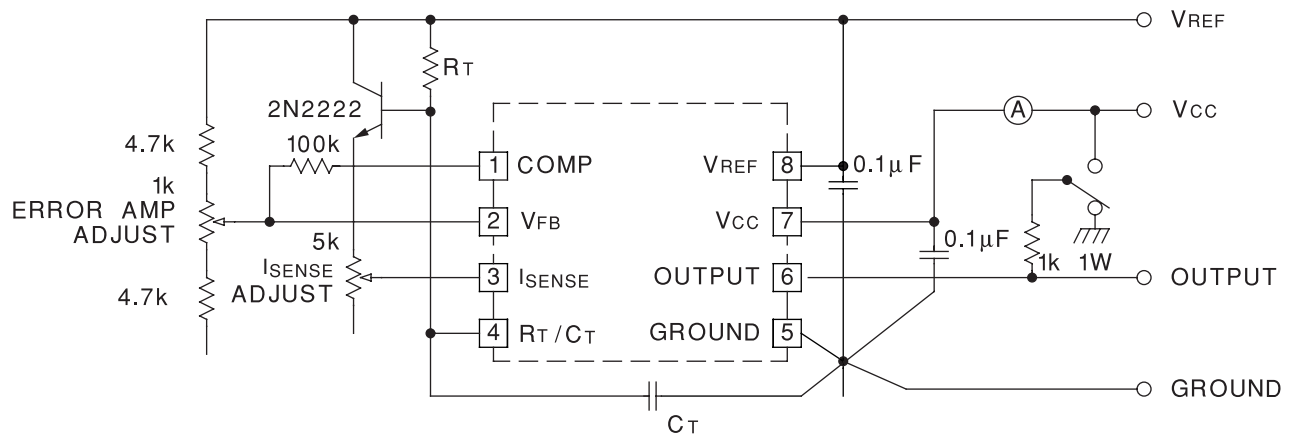 VREF
RT
2N2222
A
VCC
4.7k
100k
1 COMP
VREF 8
0.1µF
1k
ERROR AMP
ADJUST
2 VFB
VCC 7
5k
0.1µF
ISENSE
ADJUST
3 ISENSE
OUTPUT 6
1k
1W
OUTPUT
4.7k
4 RT/CT
GROUND 5
GROUND
CT